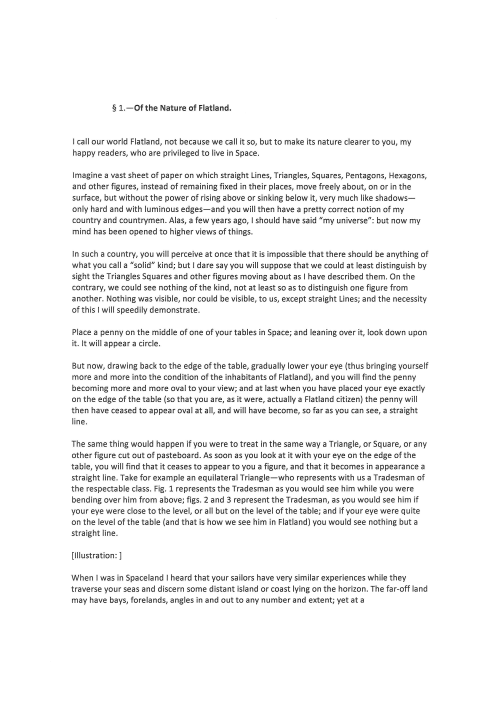 § 1.—Of the Nature of Flatland.
I call our world Flatland, not because we call it so, but to make its nature clearer to you, my
happy readers, who are privileged to live in Space.
Imagine a vast sheet of paper on which straight Lines, Triangles, Squares, Pentagons, Hexagons,
and other figures, instead of remaining fixed in their places, move freely about, on or in the
surface, but without the power of rising above or sinking below it, very much like shadows—
only hard and with luminous edges—and you will then have a pretty correct notion of my
country and countrymen. Alas, a few years ago, I should have said “my universe”: but now my
mind has been opened to higher views of things.
In such a country, you will perceive at once that it is impossible that there should be anything of
what you call a “solid” kind; but I dare say you will suppose that we could at least distinguish by
sight the Triangles Squares and other figures moving about as I have described them. On the
contrary, we could see nothing of the kind, not at least so as to distinguish one figure from
another. Nothing was visible, nor could be visible, to us, except straight Lines; and the necessity
of this I will speedily demonstrate.
Place a penny on the middle of one of your tables in Space; and leaning over it, look down upon
it. It will appear a circle.
But now, drawing back to the edge of the table, gradually lower your eye (thus bringing yourself
more and more into the condition of the inhabitants of Flatland), and you will find the penny
becoming more and more oval to your view; and at last when you have placed your eye exactly
on the edge of the table (so that you are, as it were, actually a Flatland citizen) the penny will
then have ceased to appear oval at all, and will have become, so far as you can see, a straight
line.
The same thing would happen if you were to treat in the same way a Triangle, or Square, or any
other figure cut out of pasteboard. As soon as you look at it with your eye on the edge of the
table, you will find that it ceases to appear to you a figure, and that it becomes in appearance a
straight line. Take for example an equilateral Triangle—who represents with us a Tradesman of
the respectable class. Fig. 1 represents the Tradesman as you would see him while you were
bending over him from above; figs. 2 and 3 represent the Tradesman, as you would see him if
your eye were close to the level, or all but on the level of the table; and if your eye were quite
on the level of the table (and that is how we see him in Flatland) you would see nothing but a
straight line.
[Illustration: ]
When I was in Spaceland I heard that your sailors have very similar experiences while they
traverse your seas and discern some distant island or coast lying on the horizon. The far-off land
may have bays, forelands, angles in and out to any number and extent; yet at a